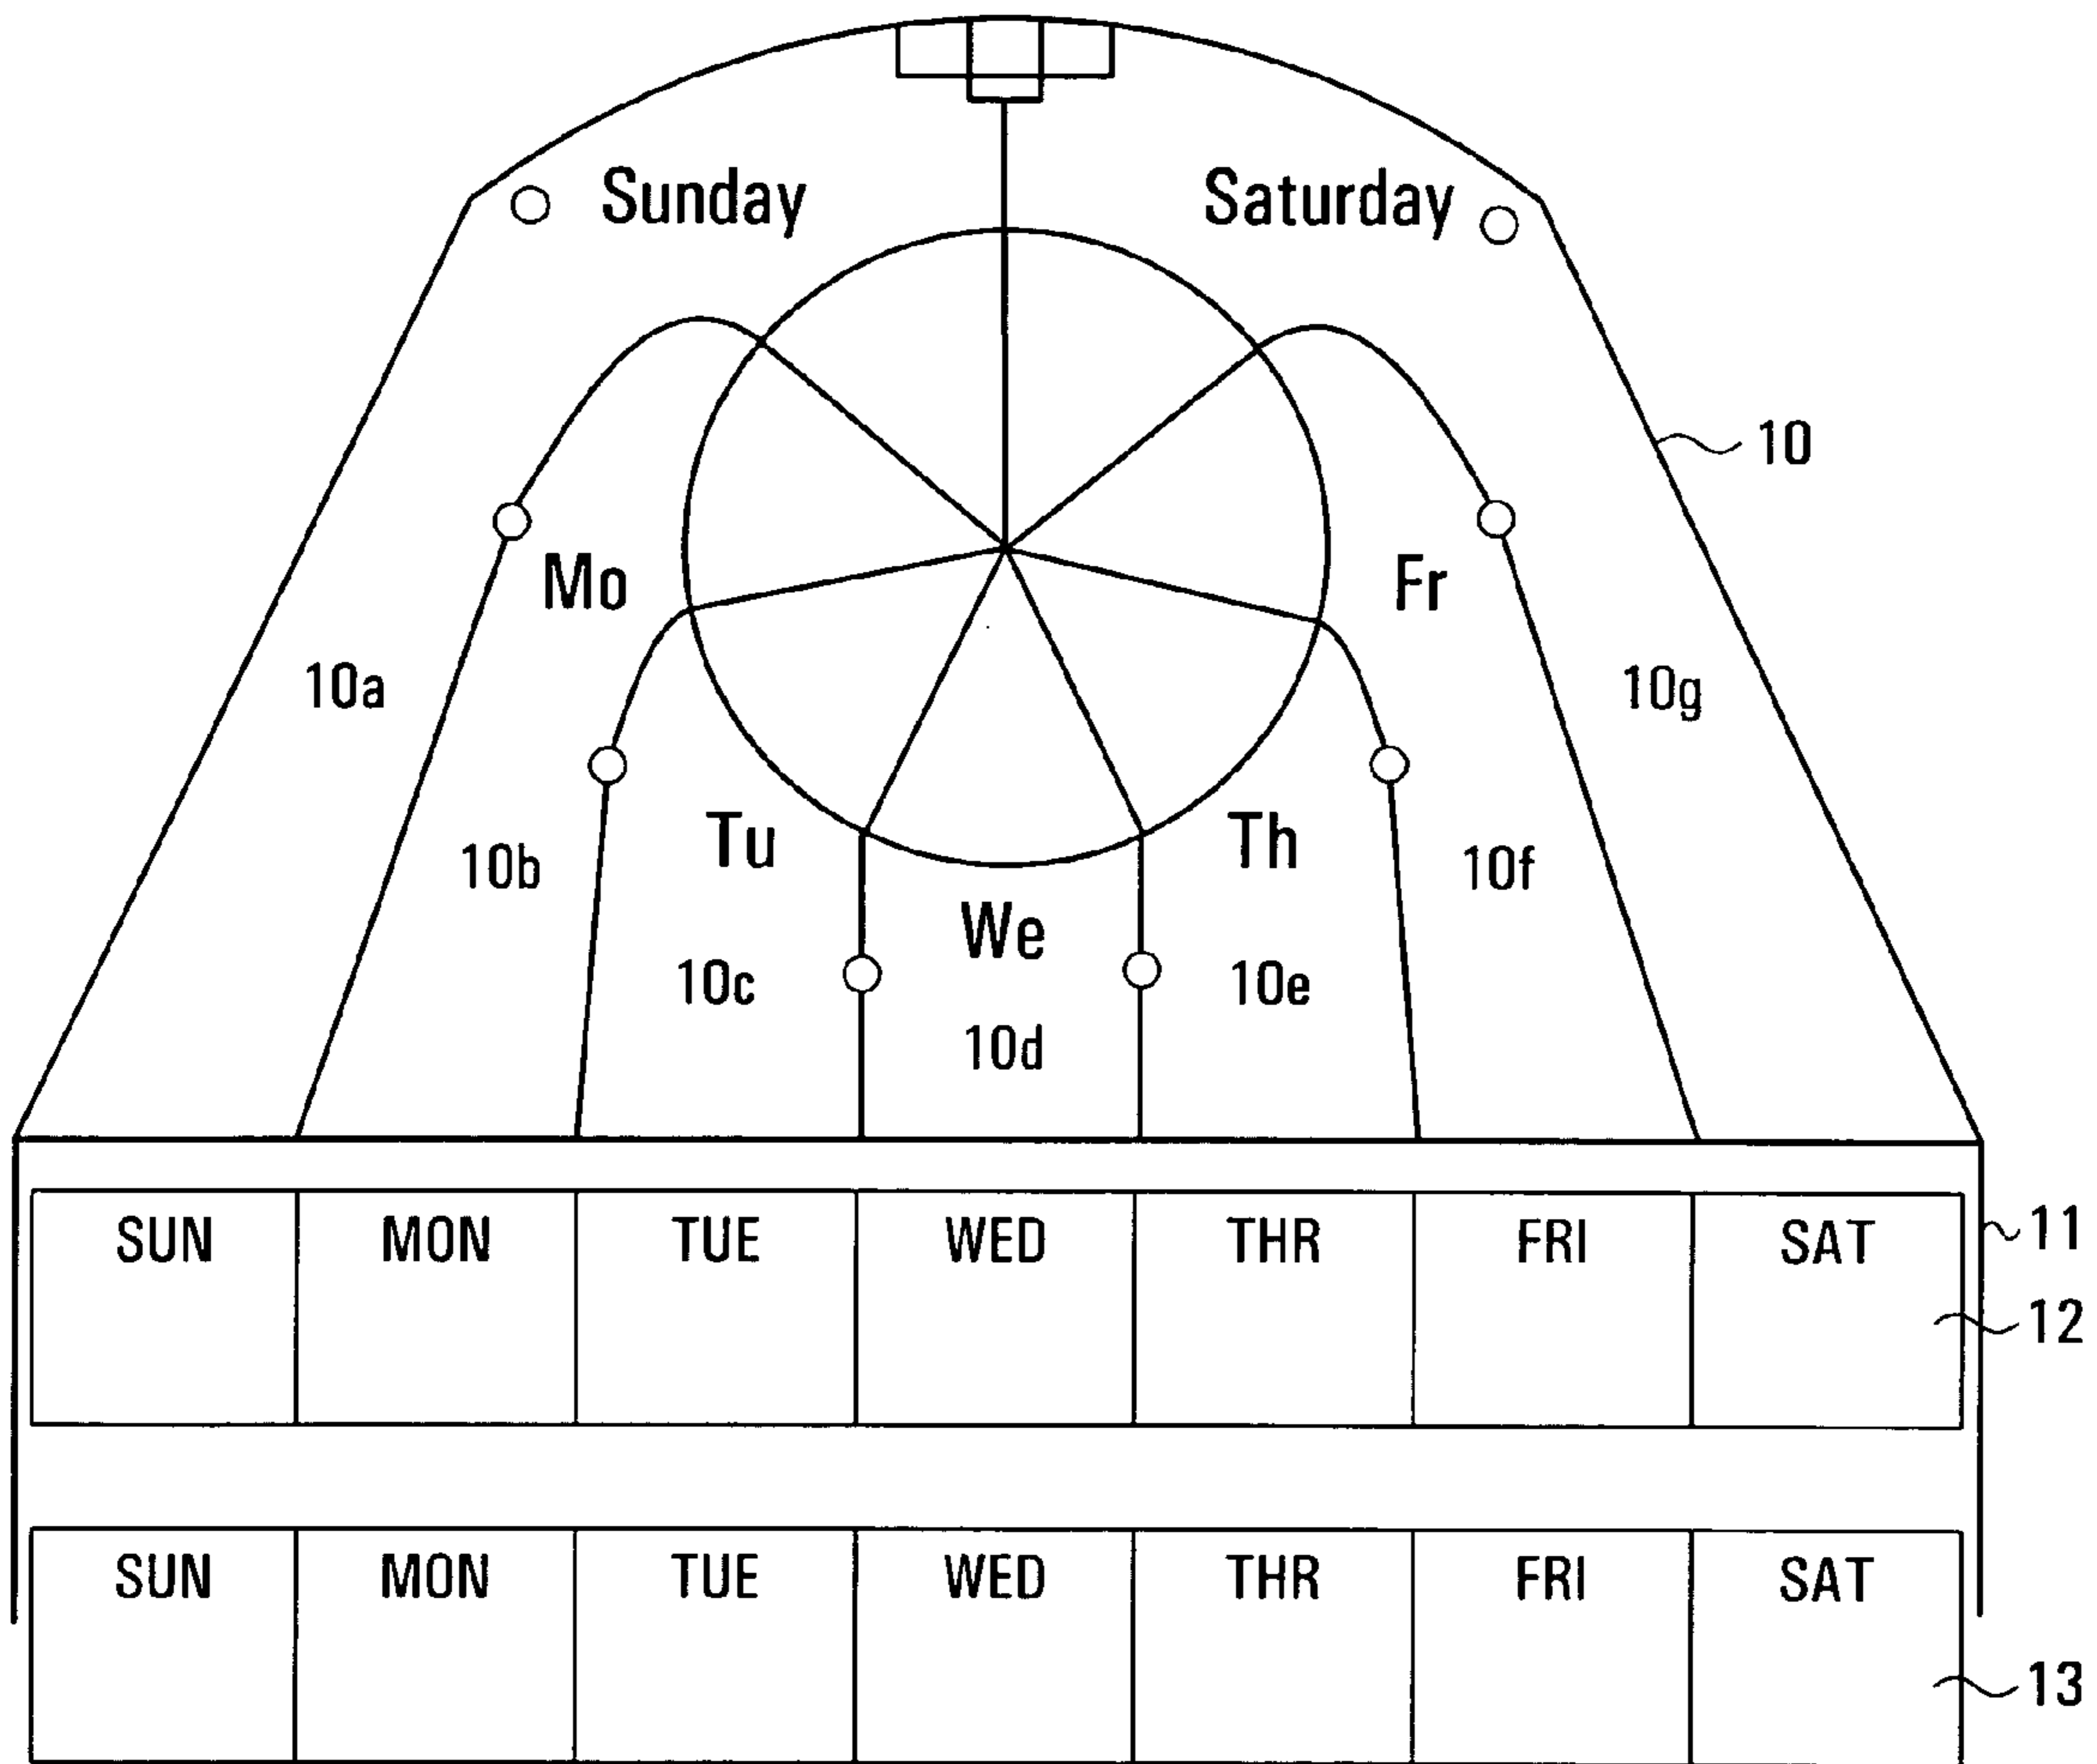 Sunday Saturday
10
Mo Fr
10a 10g
Tu Th
10b 10f
We
10c 10e
10d
SUN MON TUE WED THR FRI SAT 11
12
SUN MON TUE WED THR FRI SAT
13